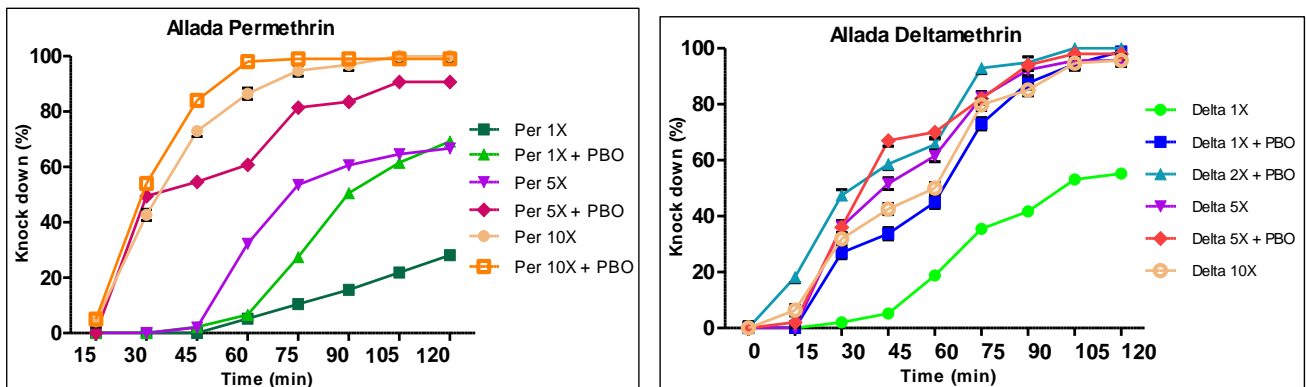 Allada Permethrin
Knock down (%)
100
80
60
40
20
0
15 30 45 60 75 90 105 120
Time (min)
Per 1X
Per 1X + PBO
Per 5X
Per 5X + PBO
Per 10X
Per 10X + PBO
Allada Deltamethrin
Knock down (%)
100
80
60
40
20
0
0 15 30 45 60 75 90 105 120
Time (min)
Delta 1X
Delta 1X + PBO
Delta 2X + PBO
Delta 5X
Delta 5X + PBO
Delta 10X